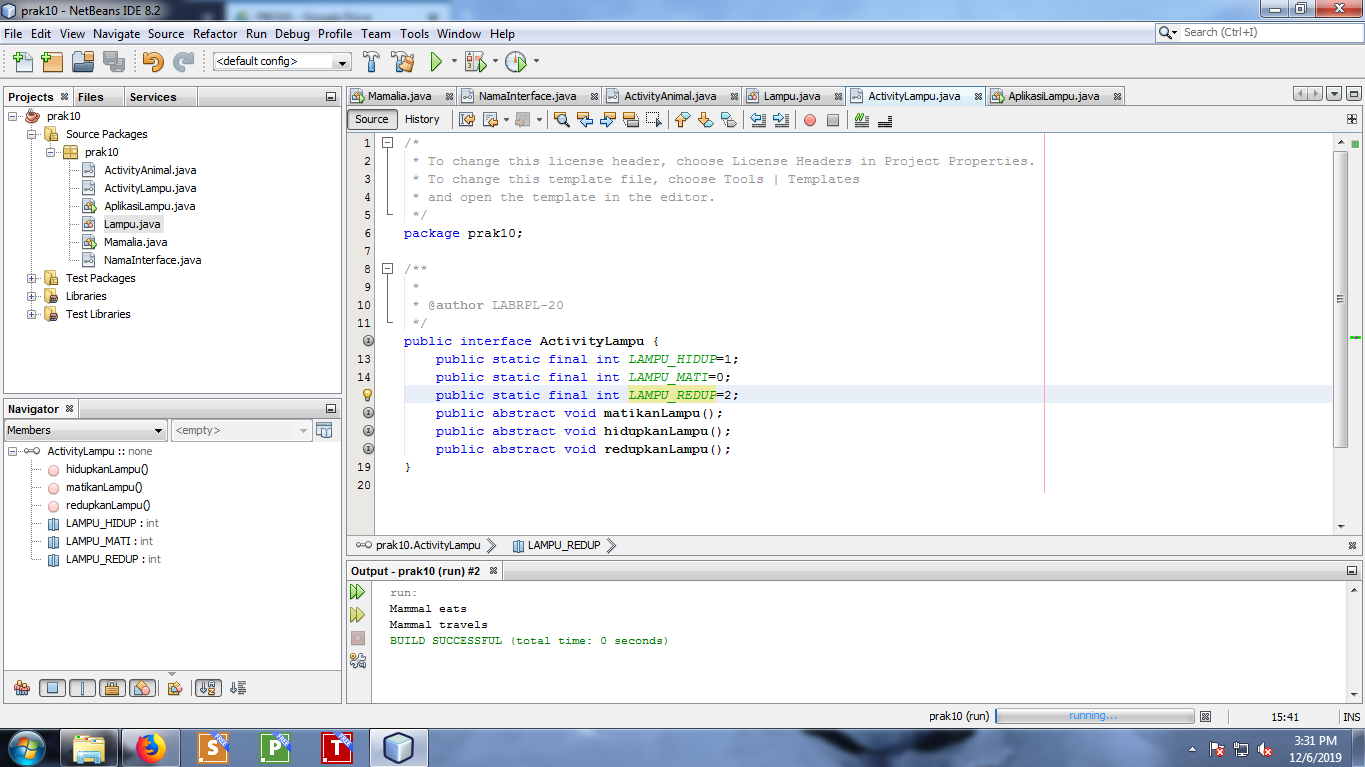 prak10 - NetBeans IDE 8.2
File Edit View Navigate Source Refactor Run Debug Profile Team Tools Window Help
Search (Ctrl+I)
<default config>
Projects Files Services
prak10
Source Packages
prak10
ActivityAnimal.java
ActivityLampu.java
AplikasiLampu.java
Lampu.java
Mamalia.java
NamaInterface.java
Test Packages
Libraries
Test Libraries
Navigator
Members
<empty>
ActivityLampu :: none
hidupkanLampu()
matikanLampu()
redupkanLampu()
LAMPU_HIDUP : int
LAMPU_MATI : int
LAMPU_REDUP : int
Mamalia.java NamaInterface.java ActivityAnimal.java Lampu.java ActivityLampu.java AplikasiLampu.java
Source History
1 /*
2 * To change this license header, choose License Headers in Project Properties.
3 * To change this template file, choose Tools | Templates
4 * and open the template in the editor.
5 */
6 package prak10;
7
8 /**
9 *
10 * @author LABRPL-20
11 */
public interface ActivityLampu {
13 public static final int LAMPU_HIDUP=1;
14 public static final int LAMPU_MATI=0;
public static final int LAMPU_REDUP=2;
public abstract void matikanLampu();
public abstract void hidupkanLampu();
public abstract void redupkanLampu();
19 }
20
prak10.ActivityLampu LAMPU_REDUP
Output - prak10 (run) #2
run:
Mammal eats
Mammal travels
BUILD SUCCESSFUL (total time: 0 seconds)
prak10 (run) running... 15:41 INS
S P T
3:31 PM
12/6/2019